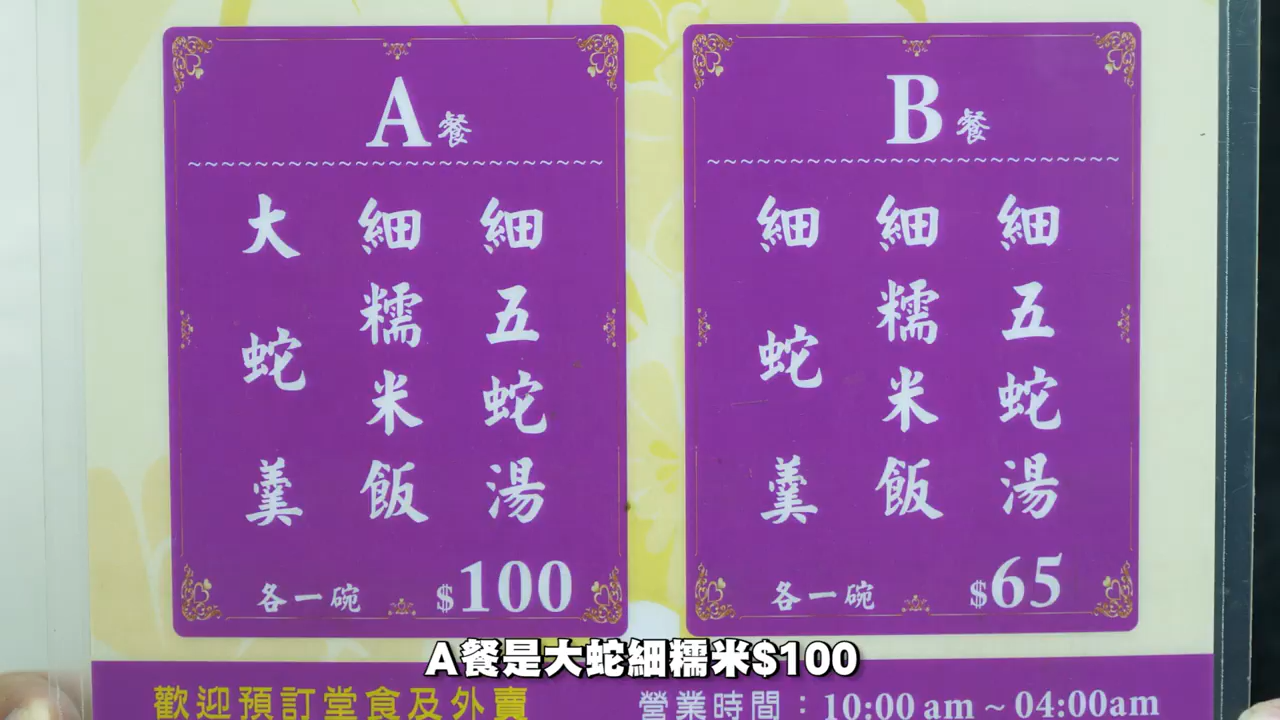 A餐
細五蛇湯
細糯米飯
大蛇羹
各一碗 $100
B餐
細五蛇湯
細糯米飯
細蛇羹
各一碗 $65
A餐是大蛇細糯米$100
歡迎預訂堂食及外賣
營業時間：10:00 am ~ 04:00am